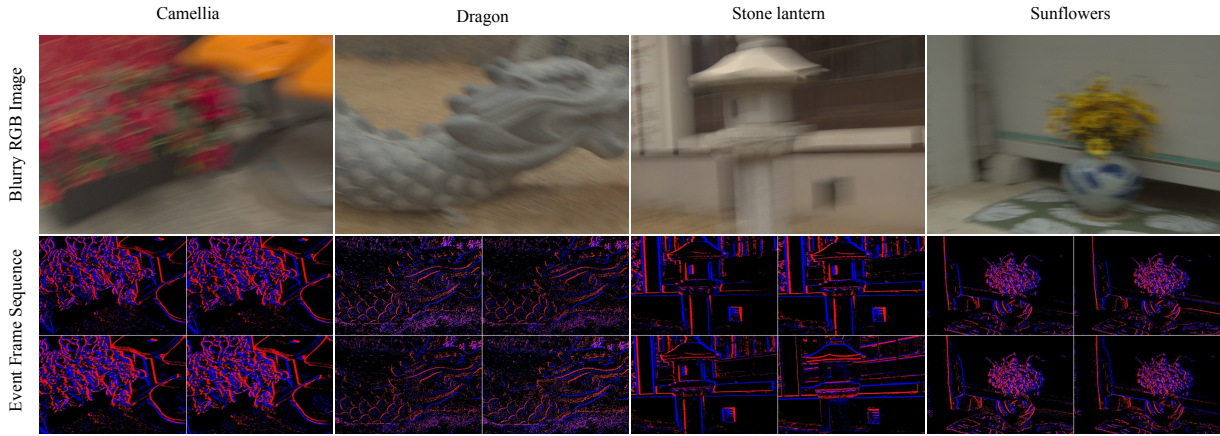 Camellia
Dragon
Stone lantern
Sunflowers
Blurry RGB Image
Event Frame Sequence